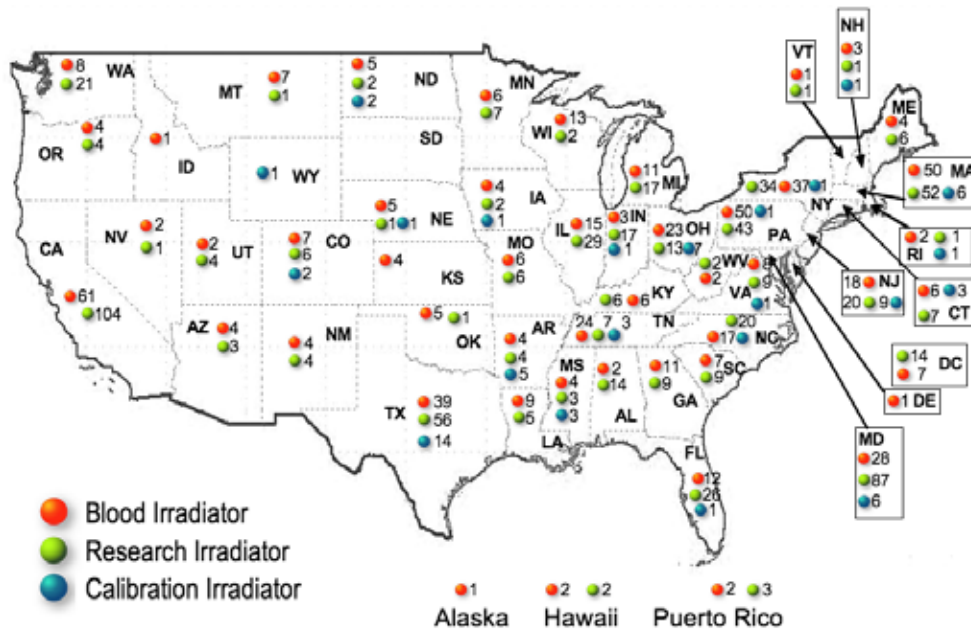 WA
8
21
MT
7
1
ND
5
2
2
MN
6
7
VT
1
1
NH
3
1
1
ME
4
6
OR
4
4
ID
1
WY
1
SD
WI
13
2
MI
11
17
34 37 1
NY
MA
50
52 6
NV
2
1
UT
2
4
CO
7
6
2
NE
5
1 1
IA
4
2
1
IL
15
29
IN
3
17
1
OH
23
13 7
PA
50 1
43
RI
2 1
1
CA
61
104
KS
4
MO
6
6
KY
6 6
WV
2
2
VA
8
9
1
NJ
18
20 9
CT
6 3
7
AZ
4
3
NM
4
4
OK
5 1
AR
4
4
5
TN
24 7 3
NC
20
17
SC
7
9
DC
14
7
1 DE
TX
39
56
14
LA
9
5
MS
4
3
3
AL
2
14
GA
11
9
FL
12
26
1
MD
28
87
6
Blood Irradiator
Research Irradiator
Calibration Irradiator
1
Alaska
2 2
Hawaii
2 3
Puerto Rico